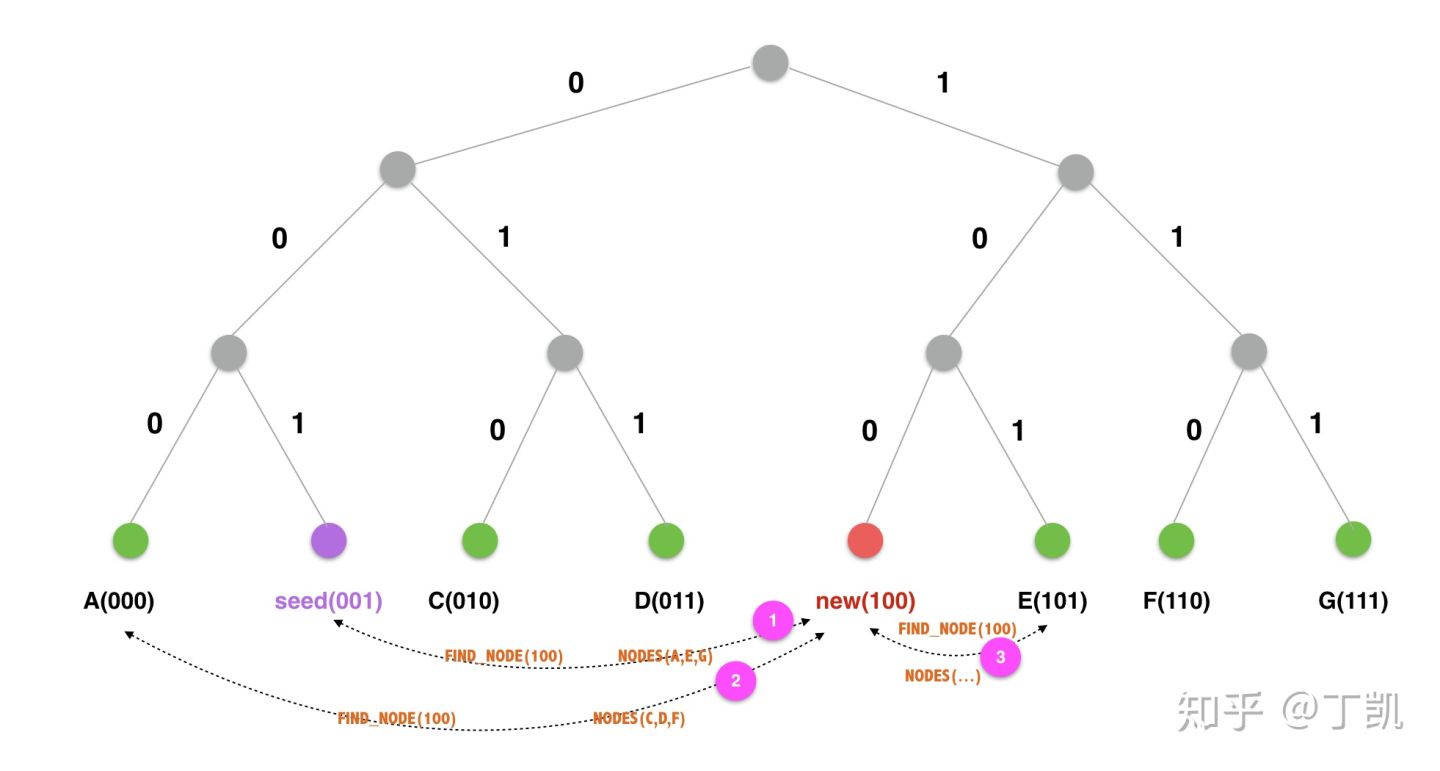 0
1
0
1
0
1
0
1
0
1
0
1
0
1
A(000)
seed(001)
C(010)
D(011)
new(100)
E(101)
F(110)
G(111)
1
FIND_NODE(100)
FIND_NODE(100)
NODES(A,E,G)
3
NODES(...)
2
FIND_NODE(100)
NODES(C,D,F)
知乎 @丁凯